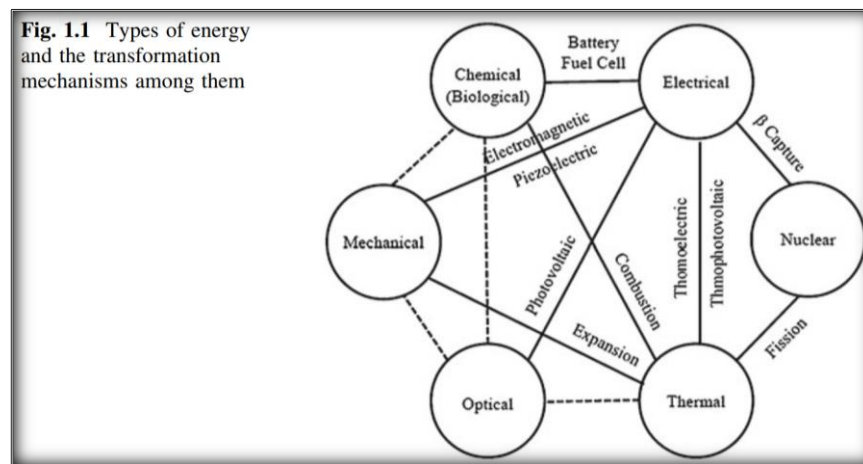 Fig. 1.1 Types of energy
and the transformation
mechanisms among them
Battery
Fuel Cell
Chemical
(Biological)
Electrical
Electromagnetic
Piezoelectric
β Capture
Mechanical
Nuclear
Photovoltaic
Combustion
Thomoelectric
Thmophotovoltaic
Expansion
Fission
Optical
Thermal